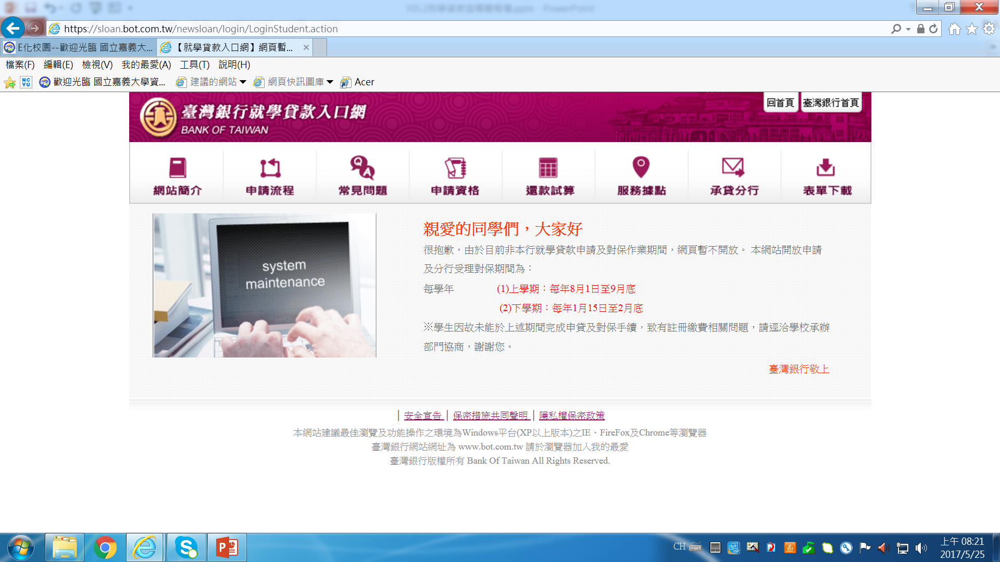 https://sloan.bot.com.tw/newsloan/login/LoginStudent.action
E化校園--歡迎光臨 國立嘉義大...
【就學貸款入口網】網頁暫...
檔案(F) 編輯(E) 檢視(V) 我的最愛(A) 工具(T) 說明(H)
NC
YU
歡迎光臨 國立嘉義大學資... 建議的網站 網頁快訊圖庫 Acer
臺灣銀行就學貸款入口網
BANK OF TAIWAN
回首頁 臺灣銀行首頁
網站簡介 申請流程 常見問題 申請資格 還款試算 服務據點 承貸分行 表單下載
system
maintenance
親愛的同學們，大家好
很抱歉，由於目前非本行就學貸款申請及對保作業期間，網頁暫不開放。 本網站開放申請
及分行受理對保期間為：
每學年 (1)上學期：每年8月1日至9月底
(2)下學期：每年1月15日至2月底
※學生因故未能於上述期間完成申貸及對保手續，致有註冊繳費相關問題，請逕洽學校承辦
部門協商，謝謝您。
臺灣銀行敬上
| 安全宣告 | 保密措施共同聲明 | 隱私權保密政策
本網站建議最佳瀏覽及功能操作之環境為Windows平台(XP以上版本)之IE、FireFox及Chrome等瀏覽器
臺灣銀行網站網址為 www.bot.com.tw 請於瀏覽器加入我的最愛
臺灣銀行版權所有 Bank Of Taiwan All Rights Reserved.
CH
上午 08:21
2017/5/25